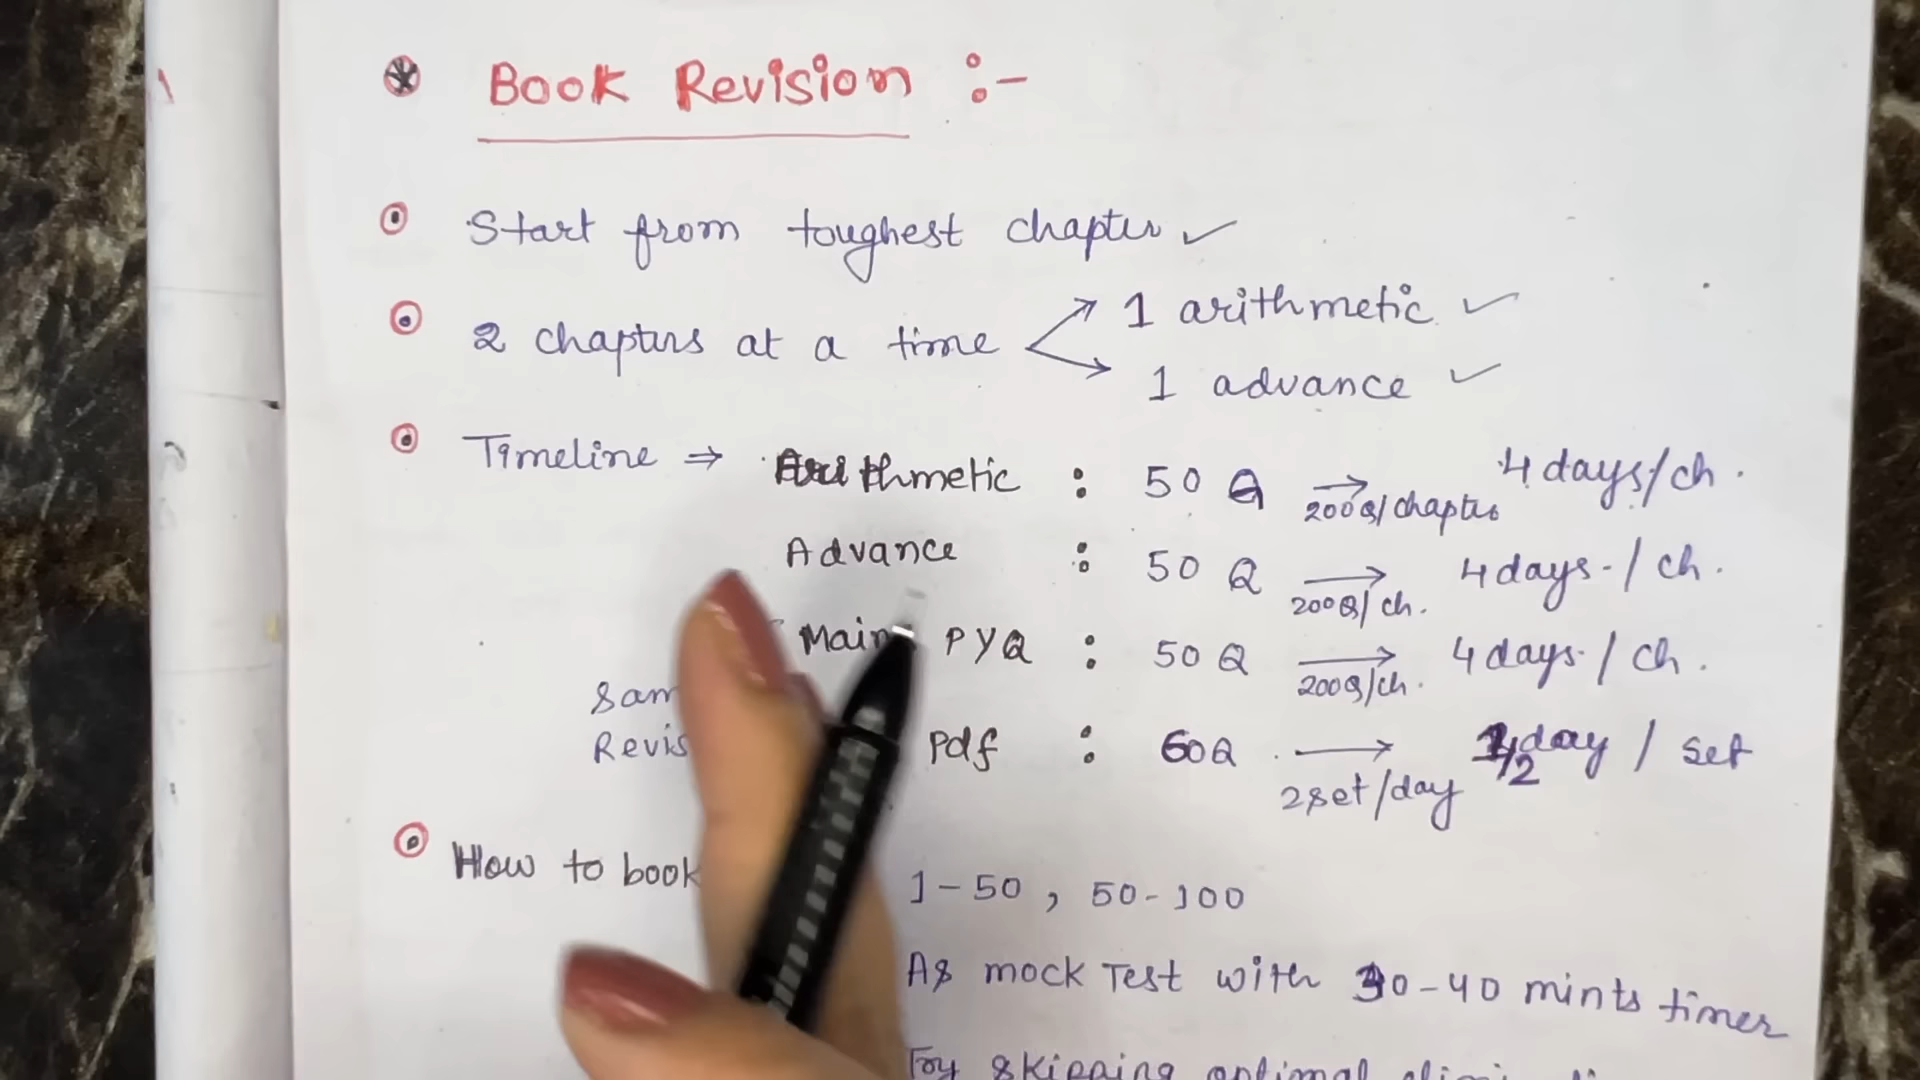 Book Revision :-
Start from toughest chapter ✓
2 chapters at a time
1 arithmetic ✓
1 advance ✓
Timeline ⇒ Arithmetic : 50 Q → 200Q/chapter 4 days/ch.
Advance : 50 Q → 200Q/ch. 4 days. / ch.
Mains PYQ : 50 Q → 200Q/ch. 4 days. / ch.
Pdf : 60Q → 2set/day 1/2 day / set
How to book
1-50, 50-100
As mock Test with 30-40 mints timer
Try skipping